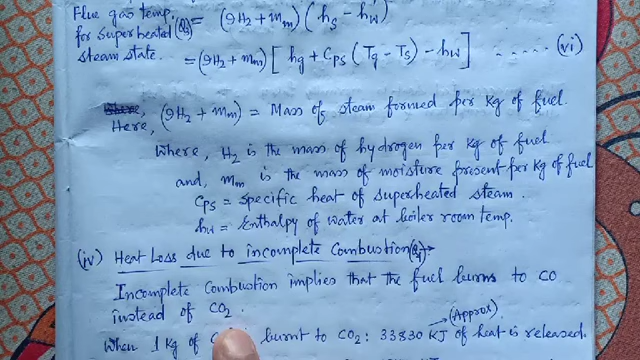 Flue gas temp. = (9H2 + mm) (hs - hw)
for superheated (Q3)
steam state. = (9H2 + mm) [ hg + Cps (Tg - Ts) - hw] ..... (vi)
Here, (9H2 + mm) = Mass of steam formed per kg of fuel.
Where, H2 is the mass of hydrogen per kg of fuel
and, mm is the mass of moisture present per kg of fuel
Cps = specific heat of superheated steam.
hw = Enthalpy of water at boiler room temp.
(iv) Heat Loss due to incomplete Combustion →
Incomplete Combustion implies that the fuel burns to CO
instead of CO2.
(Approx)
When 1 kg of burnt to CO2: 33830 KJ of heat is released.